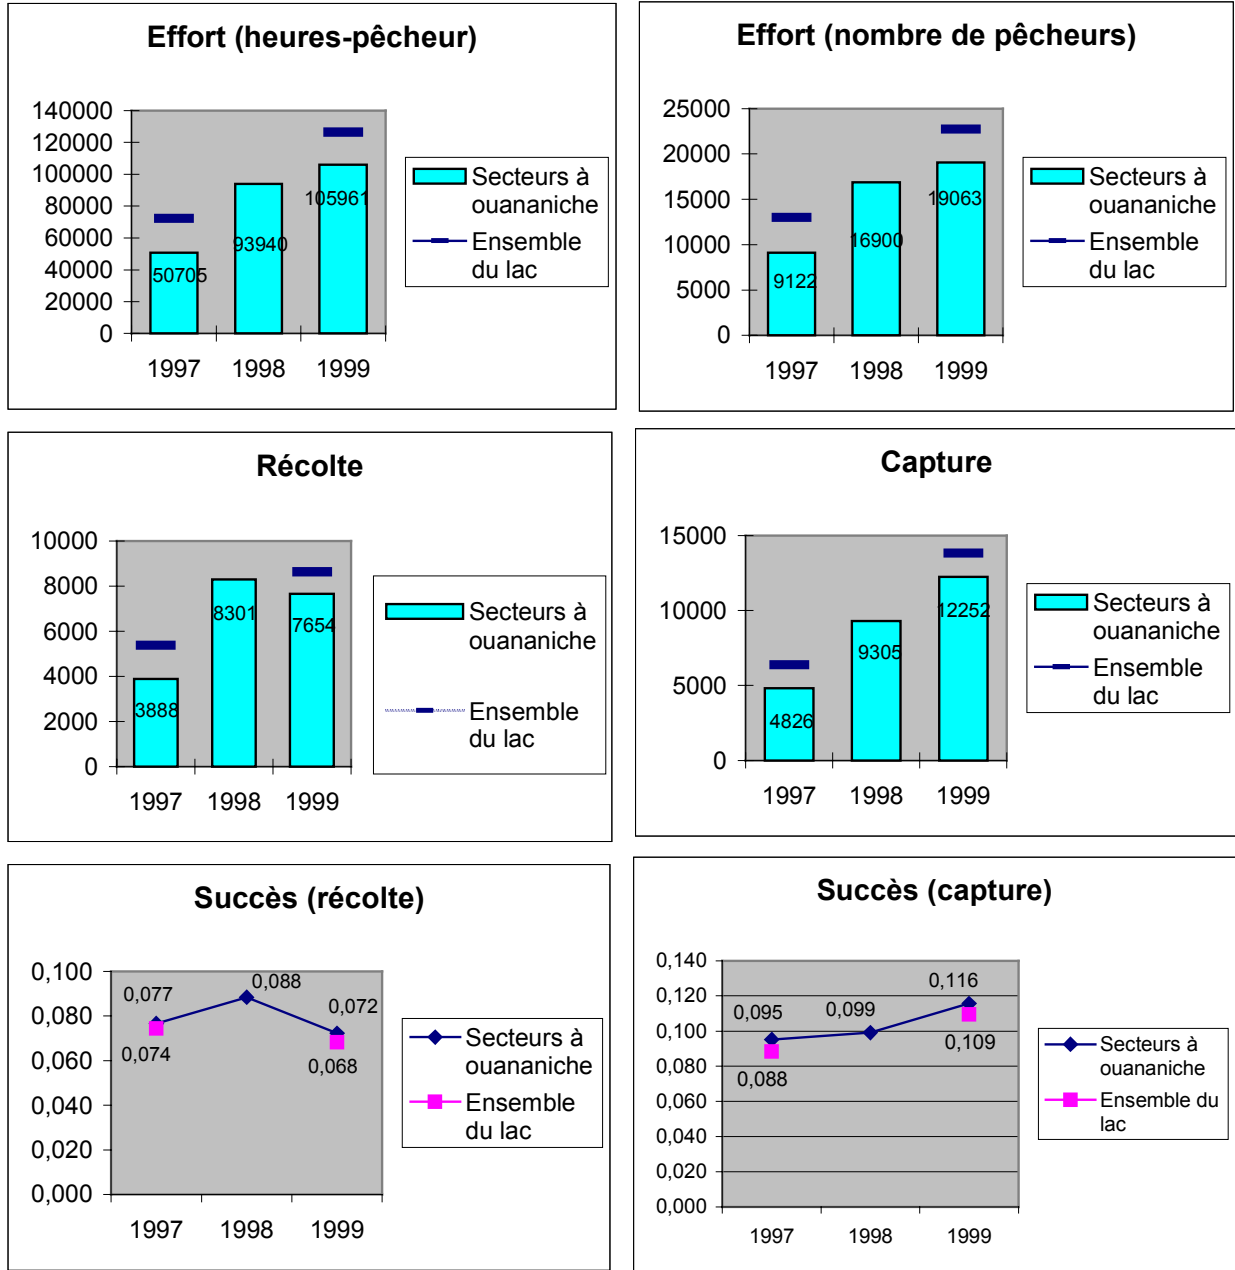 Effort (heures-pêcheur)
140000
120000
100000
80000
60000
40000
20000
0
50705
93940
105961
1997
1998
1999
Secteurs à
ouananiche
Ensemble
du lac
Effort (nombre de pêcheurs)
25000
20000
15000
10000
5000
0
9122
16900
19063
1997
1998
1999
Secteurs à
ouananiche
Ensemble
du lac
Récolte
10000
8000
6000
4000
2000
0
3888
8301
7654
1997
1998
1999
Secteurs à
ouananiche
Ensemble
du lac
Capture
15000
10000
5000
0
4826
9305
12252
1997
1998
1999
Secteurs à
ouananiche
Ensemble
du lac
Succès (récolte)
0,100
0,080
0,060
0,040
0,020
0,000
0,077
0,088
0,072
0,074
0,068
1997
1998
1999
Secteurs à
ouananiche
Ensemble
du lac
Succès (capture)
0,140
0,120
0,100
0,080
0,060
0,040
0,020
0,000
0,095
0,099
0,116
0,088
0,109
1997
1998
1999
Secteurs à
ouananiche
Ensemble du
lac